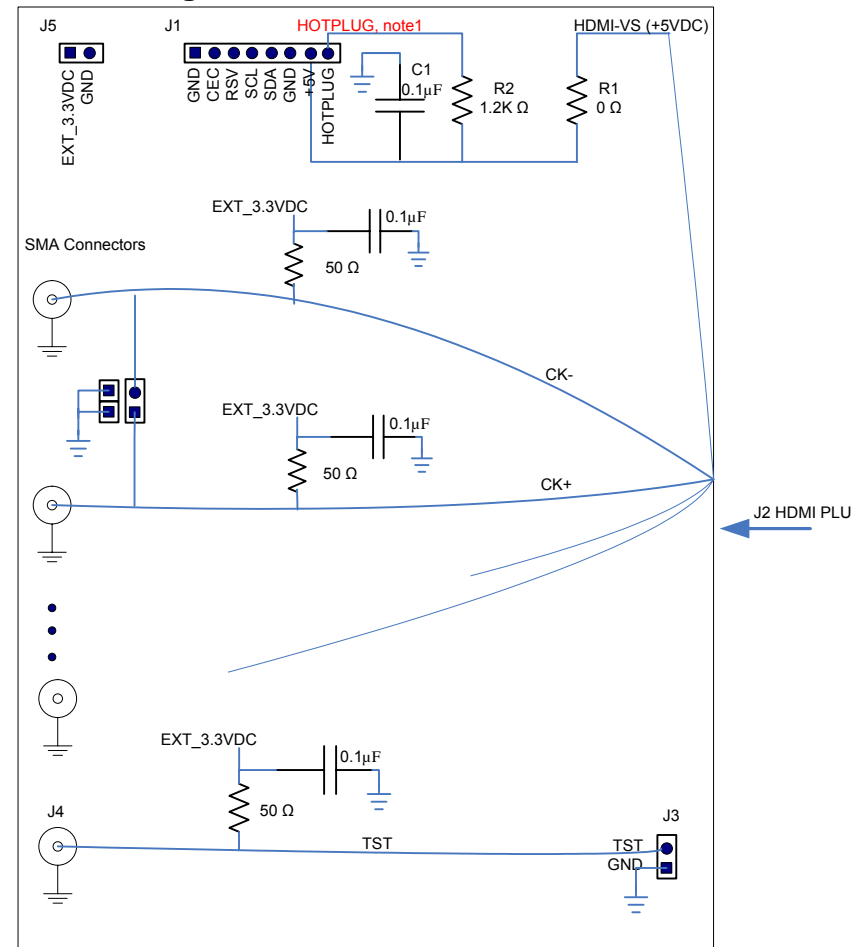 J5
J1
HOTPLUG, note1
HDMI-VS (+5VDC)
EXT_3.3VDC
GND
GND
CEC
RSV
SCL
SDA
GND
+5V
HOTPLUG
C1
0.1µF
R2
1.2K Ω
R1
0 Ω
EXT_3.3VDC
0.1µF
50 Ω
SMA Connectors
CK-
EXT_3.3VDC
0.1µF
50 Ω
CK+
J2 HDMI PLU
EXT_3.3VDC
0.1µF
50 Ω
J4
TST
J3
TST
GND